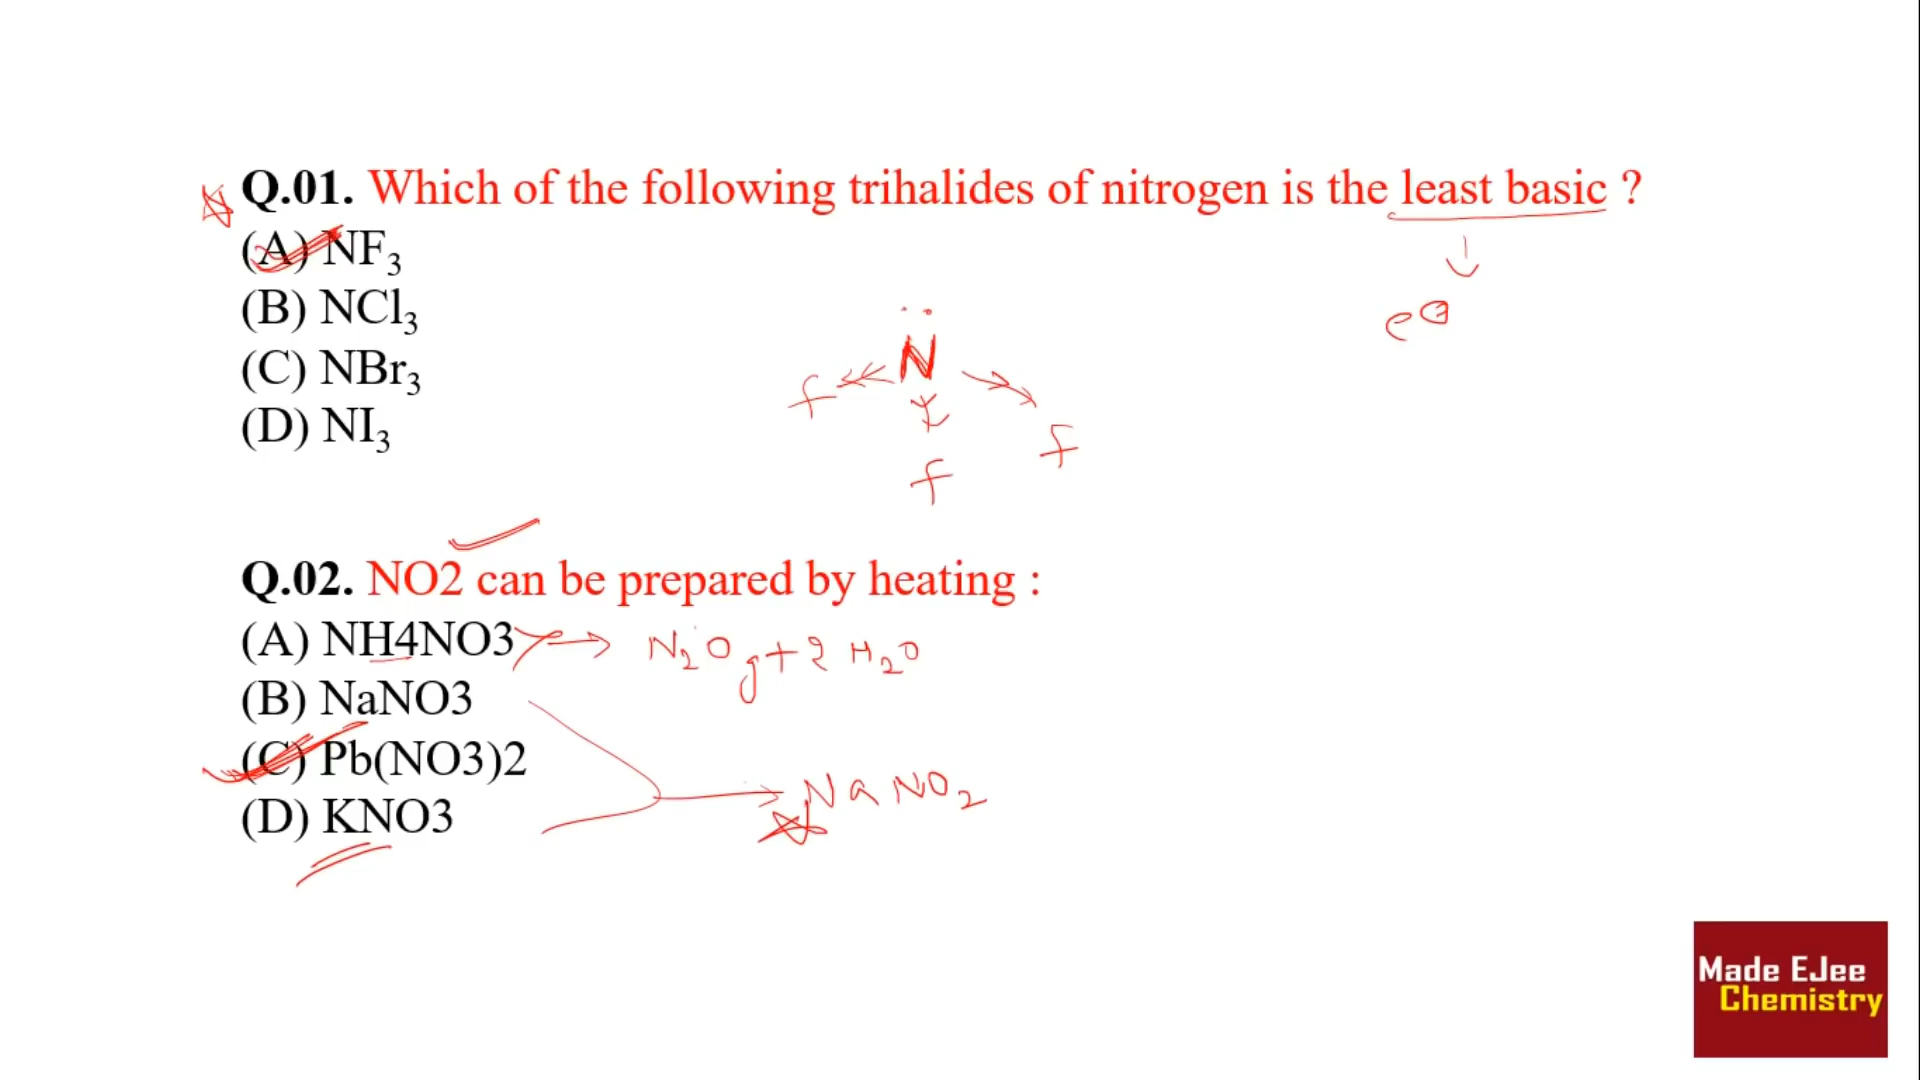 Q.01. Which of the following trihalides of nitrogen is the least basic ?
(A) NF₃
(B) NCl₃
(C) NBr₃
(D) NI₃
N
F
F
F
Q.02. NO2 can be prepared by heating :
(A) NH4NO3 → N₂O g + 2 H₂O
(B) NaNO3
(C) Pb(NO3)2
NaNO₂
(D) KNO3
Made EJee
Chemistry